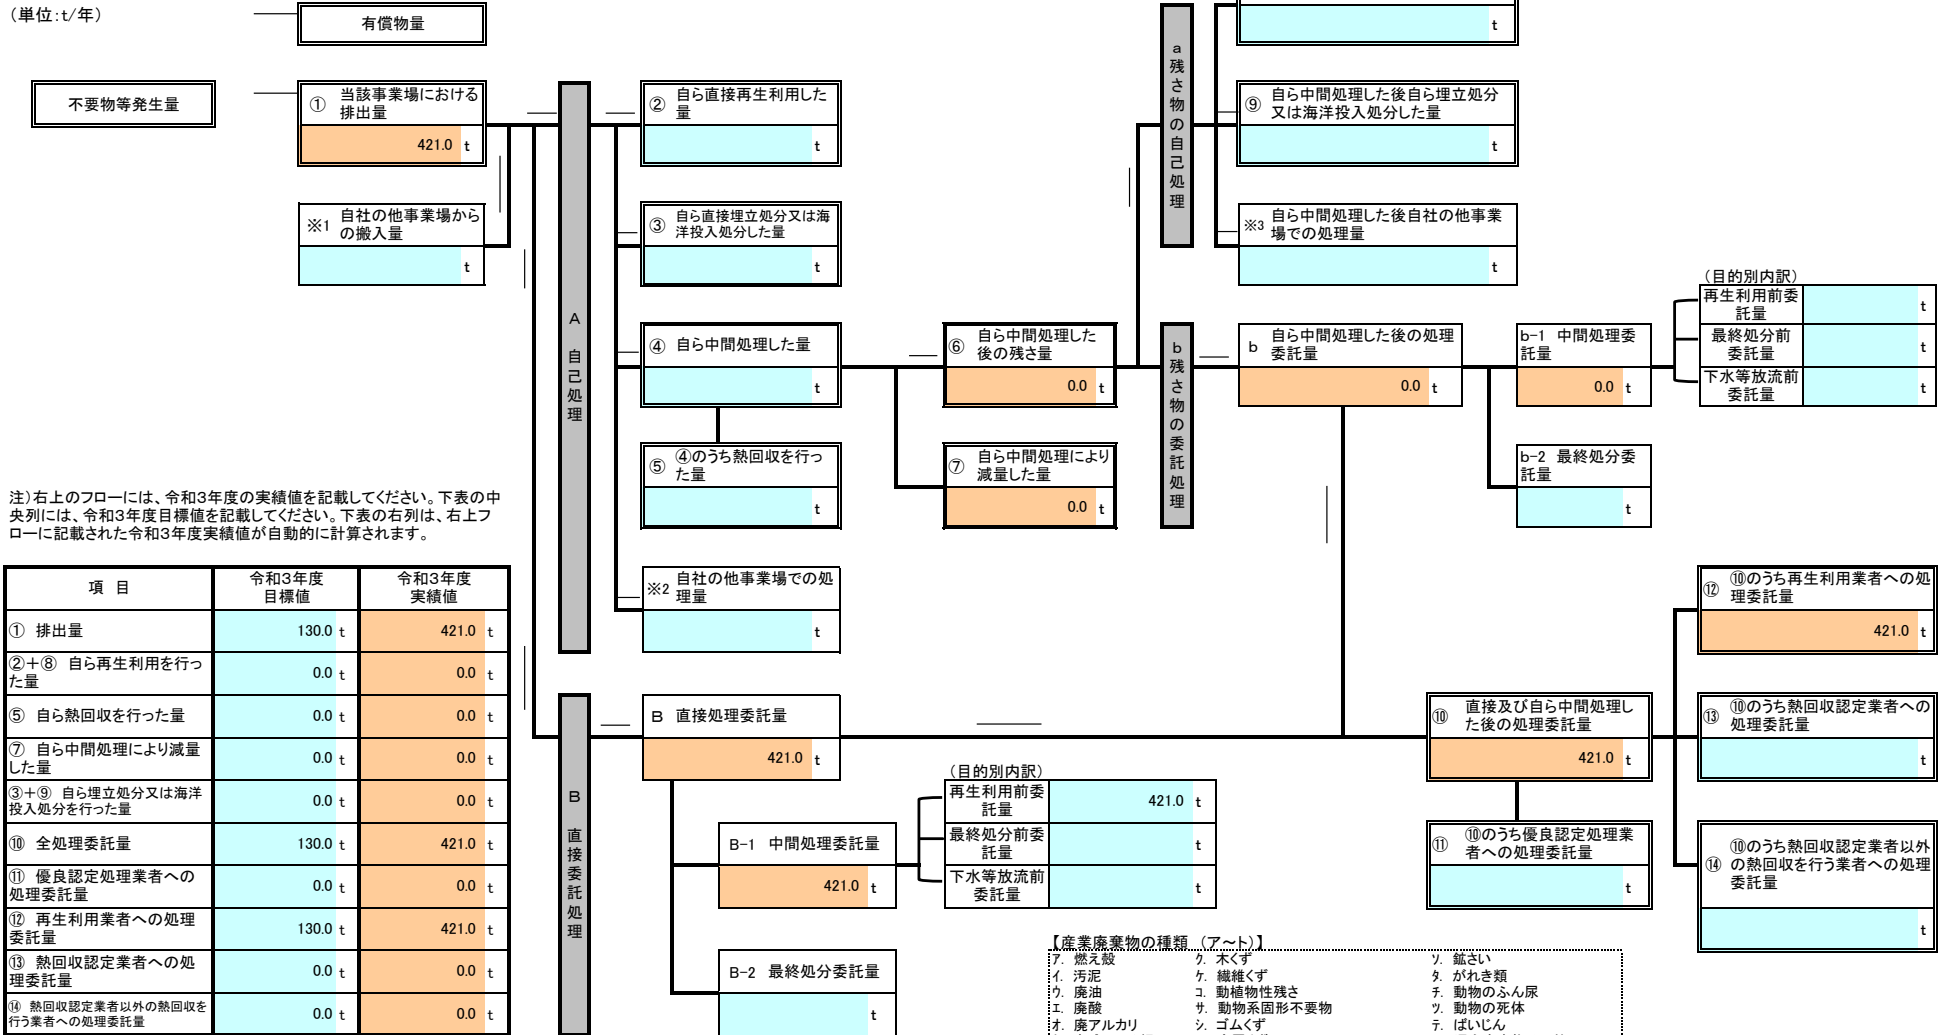 (単位:t/年)
有償物量
t
不要物等発生量
① 当該事業場における
排出量
421.0 t
② 自ら直接再生利用した
量
t
⑨ 自ら中間処理した後自ら埋立処分
又は海洋投入処分した量
t
a 残さ物の自己処理
※1 自社の他事業場から
の搬入量
t
③ 自ら直接埋立処分又は海
洋投入処分した量
t
※3 自ら中間処理した後自社の他事業
場での処理量
t
A 自己処理
④ 自ら中間処理した量
t
⑥ 自ら中間処理した
後の残さ量
0.0 t
b 残さ物の委託処理
b 自ら中間処理した後の処理
委託量
0.0 t
b-1 中間処理委
託量
0.0 t
(目的別内訳)
再生利用前委
託量
t
最終処分前
委託量
t
下水等放流前
委託量
t
⑤ ④のうち熱回収を行っ
た量
t
⑦ 自ら中間処理により
減量した量
0.0 t
b-2 最終処分委
託量
t
注)右上のフローには、令和3年度の実績値を記載してください。下表の中
央列には、令和3年度目標値を記載してください。下表の右列は、右上フ
ローに記載された令和3年度実績値が自動的に計算されます。
※2 自社の他事業場での処
理量
t
項 目 令和3年度
目標値 令和3年度
実績値
① 排出量 130.0 t 421.0 t
②+⑧ 自ら再生利用を行っ
た量 0.0 t 0.0 t
⑤ 自ら熱回収を行った量 0.0 t 0.0 t
⑦ 自ら中間処理により減量
した量 0.0 t 0.0 t
③+⑨ 自ら埋立処分又は海洋
投入処分を行った量 0.0 t 0.0 t
⑩ 全処理委託量 130.0 t 421.0 t
⑪ 優良認定処理業者への
処理委託量 0.0 t 0.0 t
⑫ 再生利用業者への処理
委託量 130.0 t 421.0 t
⑬ 熱回収認定業者への処
理委託量 0.0 t 0.0 t
⑭ 熱回収認定業者以外の熱回収を
行う業者への処理委託量 0.0 t 0.0 t
B 直接委託処理
B 直接処理委託量
421.0 t
B-1 中間処理委託量
421.0 t
(目的別内訳)
再生利用前委
託量
421.0 t
最終処分前委
託量
t
下水等放流前
委託量
t
B-2 最終処分委託量
t
⑩ 直接及び自ら中間処理し
た後の処理委託量
421.0 t
⑪ ⑩のうち優良認定処理業
者への処理委託量
t
⑫ ⑩のうち再生利用業者への処
理委託量
421.0 t
⑬ ⑩のうち熱回収認定業者への
処理委託量
t
⑭ ⑩のうち熱回収認定業者以外
の熱回収を行う業者への処理
委託量
t
【産業廃棄物の種類 (ア~ト)】
ア. 燃え殻 ク. 木くず ソ. 鉱さい
イ. 汚泥 ケ. 繊維くず タ. がれき類
ウ. 廃油 コ. 動植物性残さ チ. 動物のふん尿
エ. 廃酸 サ. 動物系固形不要物 ツ. 動物の死体
オ. 廃アルカリ シ. ゴムくず テ. ばいじん